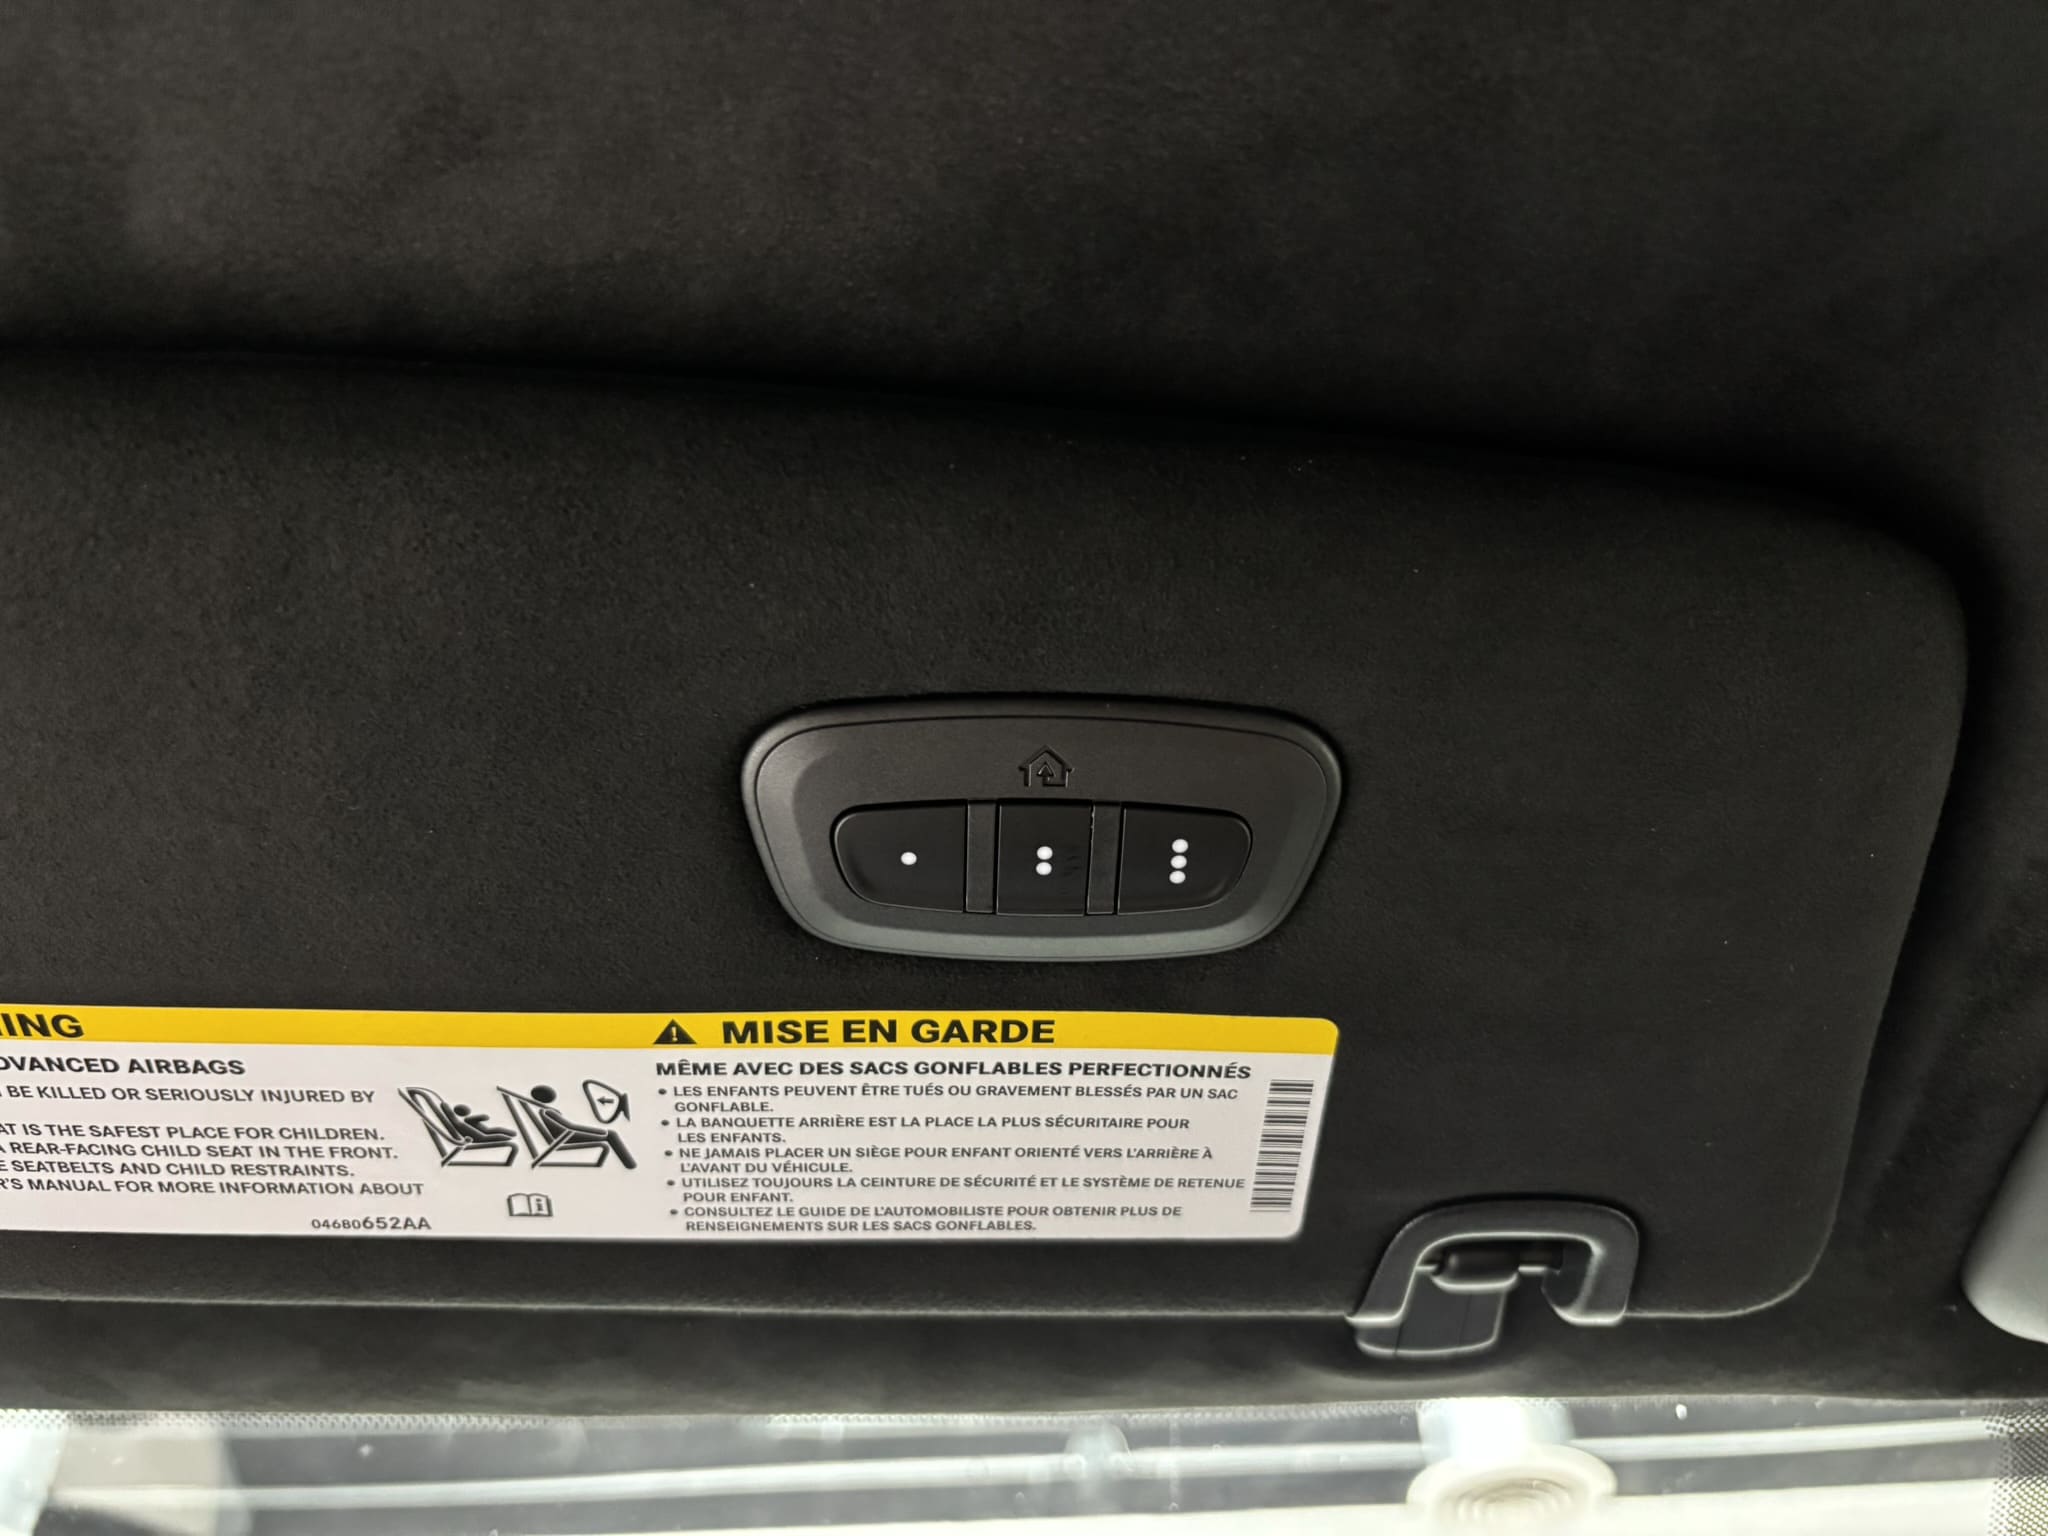 ING
DVANCED AIRBAGS
BE KILLED OR SERIOUSLY INJURED BY
AT IS THE SAFEST PLACE FOR CHILDREN.
A REAR-FACING CHILD SEAT IN THE FRONT.
E SEATBELTS AND CHILD RESTRAINTS.
R'S MANUAL FOR MORE INFORMATION ABOUT
04680652AA
MISE EN GARDE
MÊME AVEC DES SACS GONFLABLES PERFECTIONNÉS
• LES ENFANTS PEUVENT ÊTRE TUÉS OU GRAVEMENT BLESSÉS PAR UN SAC
GONFLABLE.
• LA BANQUETTE ARRIÈRE EST LA PLACE LA PLUS SÉCURITAIRE POUR
LES ENFANTS.
• NE JAMAIS PLACER UN SIÈGE POUR ENFANT ORIENTÉ VERS L'ARRIÈRE À
L'AVANT DU VÉHICULE.
• UTILISEZ TOUJOURS LA CEINTURE DE SÉCURITÉ ET LE SYSTÈME DE RETENUE
POUR ENFANT.
• CONSULTEZ LE GUIDE DE L'AUTOMOBILISTE POUR OBTENIR PLUS DE
RENSEIGNEMENTS SUR LES SACS GONFLABLES.